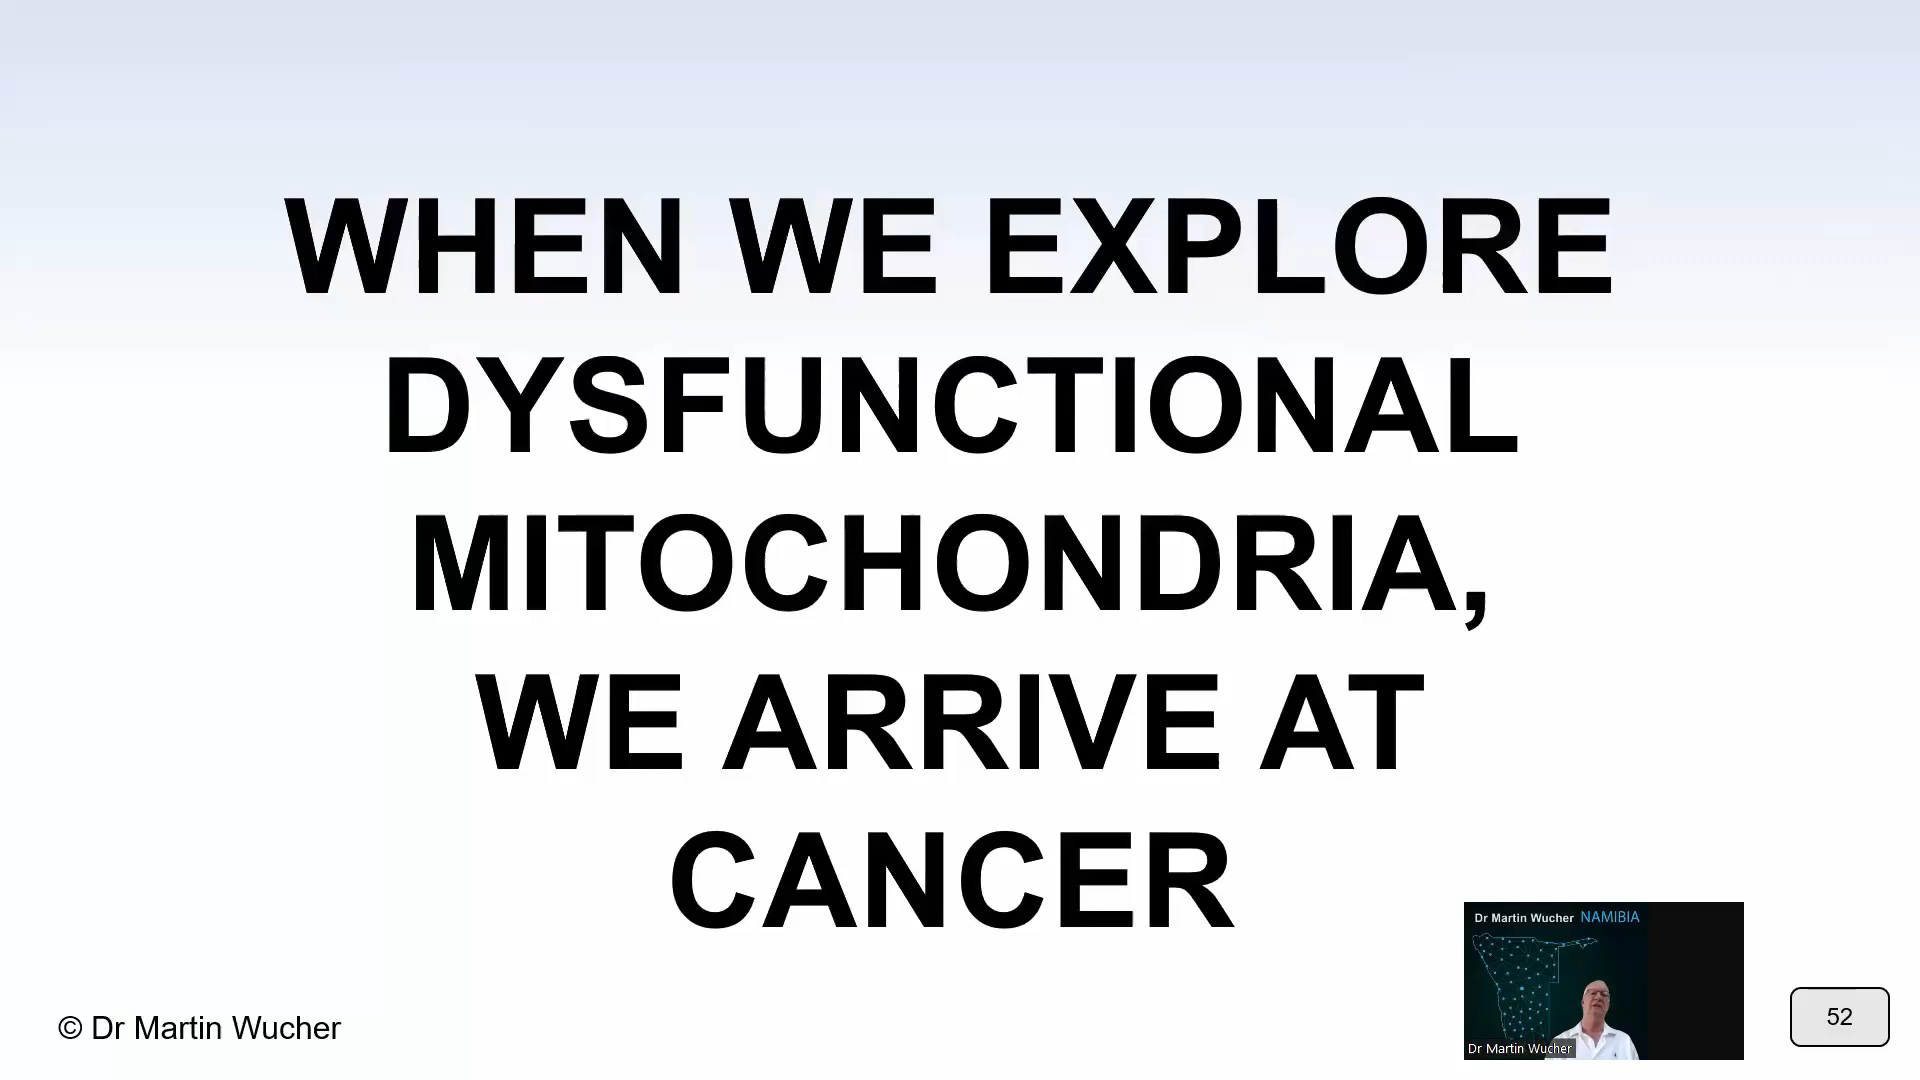 WHEN WE EXPLORE
DYSFUNCTIONAL
MITOCHONDRIA,
WE ARRIVE AT
CANCER
Dr Martin Wucher NAMIBIA
Dr Martin Wucher
© Dr Martin Wucher
52